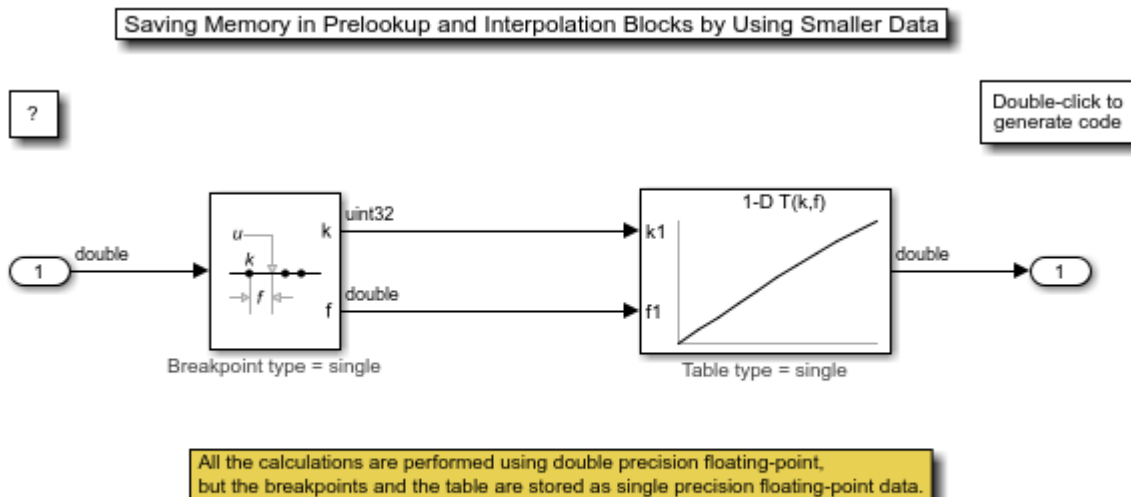 Saving Memory in Prelookup and Interpolation Blocks by Using Smaller Data
?
Double-click to
generate code
1
double
u
k
f
k
f
uint32
double
Breakpoint type = single
1-D T(k,f)
k1
f1
Table type = single
double
1
All the calculations are performed using double precision floating-point,
but the breakpoints and the table are stored as single precision floating-point data.